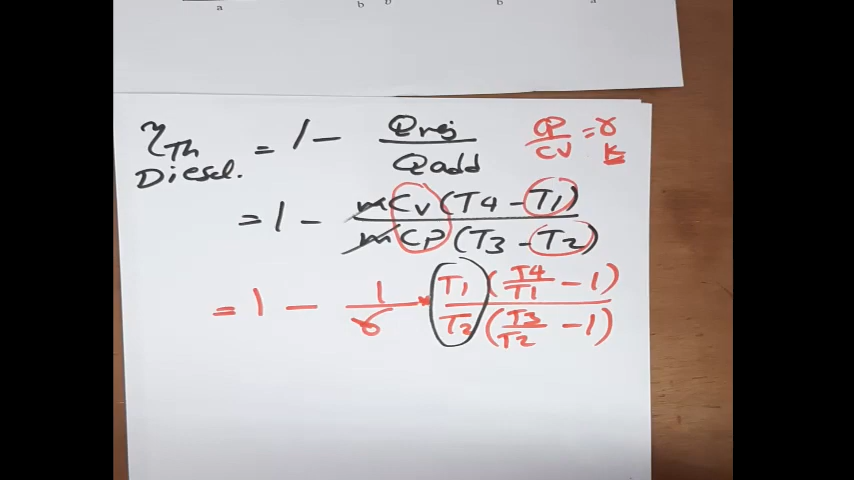 a b b b a
ηTh Diesel. = 1 - Qrej / Qadd CP / CV = γ K
= 1 - mCv(T4 - T1) / mCP(T3 - T2)
= 1 - 1/γ * T1 (T4/T1 - 1) / T2 (T3/T2 - 1)